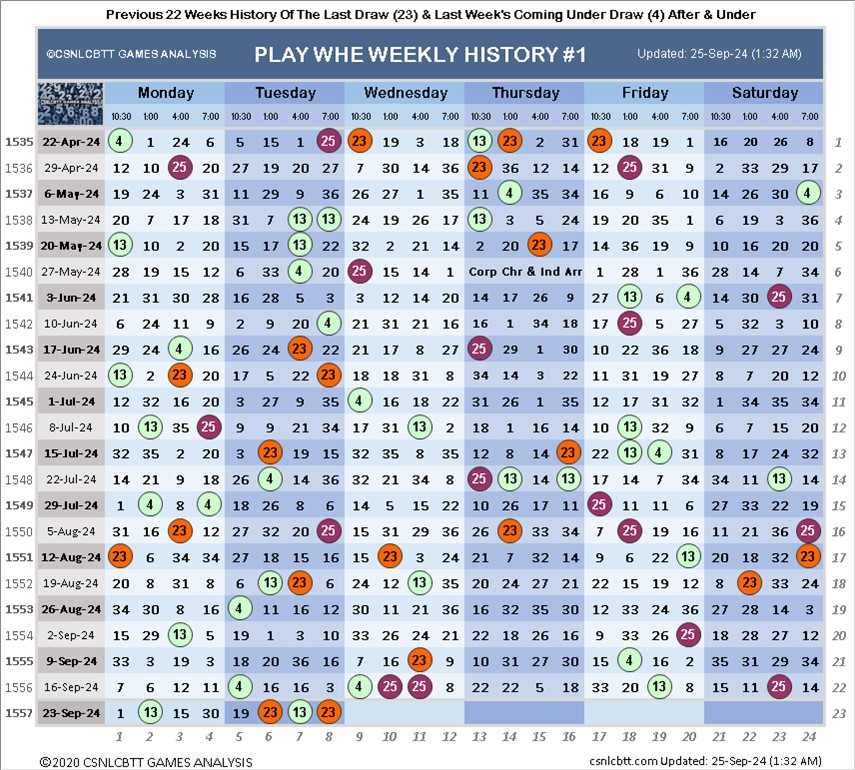 Previous 22 Weeks History Of The Last Draw (23) & Last Week's Coming Under Draw (4) After & Under
©CSNLCBTT GAMES ANALYSIS PLAY WHE WEEKLY HISTORY #1 Updated: 25-Sep-24 (1:32 AM)
Monday Tuesday Wednesday Thursday Friday Saturday
CSNLCBTT GAMES ANALYSIS 10:30 1:00 4:00 7:00 10:30 1:00 4:00 7:00 10:30 1:00 4:00 7:00 10:30 1:00 4:00 7:00 10:30 1:00 4:00 7:00 10:30 1:00 4:00 7:00
1535 22-Apr-24 4 1 24 6 5 15 1 25 23 19 3 18 13 23 2 31 23 18 19 1 16 20 26 8 1
1536 29-Apr-24 12 10 25 20 27 19 20 27 7 30 14 36 23 36 12 14 12 25 31 9 2 33 29 17 2
1537 6-May-24 19 24 3 31 11 29 9 36 26 27 1 35 11 4 35 34 16 9 6 10 14 26 30 4 3
1538 13-May-24 20 7 17 18 31 7 13 13 24 19 26 17 13 3 5 24 19 20 35 1 6 19 3 36 4
1539 20-May-24 13 10 2 20 15 17 13 22 32 2 21 14 2 20 23 17 14 36 19 9 10 16 20 20 5
1540 27-May-24 28 19 15 12 6 33 4 20 25 15 14 1 Corp Chr & Ind Arr 1 28 1 36 28 14 7 34 6
1541 3-Jun-24 21 31 30 28 16 28 5 3 3 12 14 20 14 17 26 9 27 13 6 4 14 30 25 31 7
1542 10-Jun-24 6 24 11 9 2 9 20 4 21 31 21 16 16 1 34 18 17 25 5 27 5 32 3 10 8
1543 17-Jun-24 29 24 4 16 26 24 23 22 21 17 8 27 25 29 1 30 10 22 36 18 9 27 27 24 9
1544 24-Jun-24 13 2 23 20 17 5 22 23 18 31 9 8 34 14 3 22 11 31 19 27 8 7 20 12 10
1545 1-Jul-24 12 32 16 20 3 27 9 35 4 16 18 22 31 26 1 35 12 17 31 32 1 34 35 34 11
1546 8-Jul-24 10 13 35 25 9 9 21 34 17 31 13 2 18 1 16 14 10 13 32 9 6 7 15 20 12
1547 15-Jul-24 32 35 2 20 3 23 19 15 32 35 8 35 12 8 14 23 22 13 4 31 8 17 24 32 13
1548 22-Jul-24 14 21 18 5 26 4 14 36 2 21 34 8 25 13 14 13 17 14 7 34 34 11 13 28 14
1549 29-Jul-24 1 4 8 4 18 26 8 6 14 5 15 22 10 26 17 11 25 11 11 6 27 33 22 19 15
1550 5-Aug-24 31 16 23 12 27 32 20 25 15 31 29 36 26 23 33 34 7 25 19 16 11 21 36 25 16
1551 12-Aug-24 23 6 34 34 27 18 15 16 10 23 3 24 21 7 32 14 9 6 22 13 20 18 32 23 17
1552 19-Aug-24 20 8 31 8 6 13 23 6 24 12 13 35 20 24 27 21 22 15 19 12 8 23 33 24 18
1553 26-Aug-24 34 30 8 16 4 11 16 12 30 11 21 36 16 32 35 30 12 33 24 36 27 28 14 3 19
1554 2-Sep-24 15 29 13 5 19 1 3 10 33 26 24 21 22 18 26 16 9 33 26 25 18 28 27 12 20
1555 9-Sep-24 33 3 19 3 18 20 36 16 7 16 23 9 10 31 27 30 15 4 16 2 35 31 29 34 21
1556 16-Sep-24 7 6 12 11 4 16 16 3 4 25 25 8 22 22 5 18 33 20 13 8 15 11 25 14 22
1557 23-Sep-24 1 13 15 30 19 23 13 23 23
1 2 3 4 5 6 7 8 9 10 11 12 13 14 15 16 17 18 19 20 21 22 23 24
©2020 CSNLCBTT GAMES ANALYSIS csnlcbtt.com Updated: 25-Sep-24 (1:32 AM)